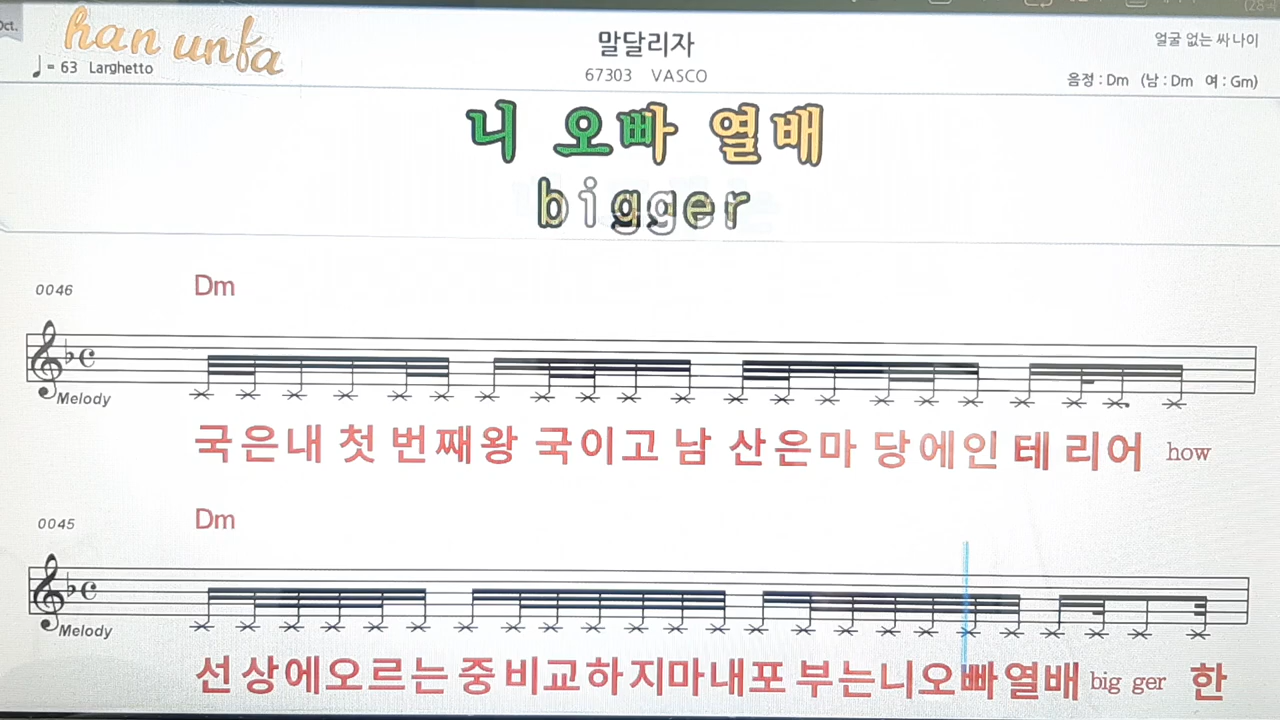 Oct.
han unfa
♩= 63 Larghetto
말달리자
67303 VASCO
얼굴 없는 싸나이
음정 : Dm (남 : Dm 여 : Gm)
니 오빠 열배
bigger
0046
Dm
Melody
국은내 첫 번째왕 국이고 남 산은마 당에인 테 리어 how
0045
Dm
Melody
선상에오르는 중비교하지마내포 부는니오빠열배 big ger 한